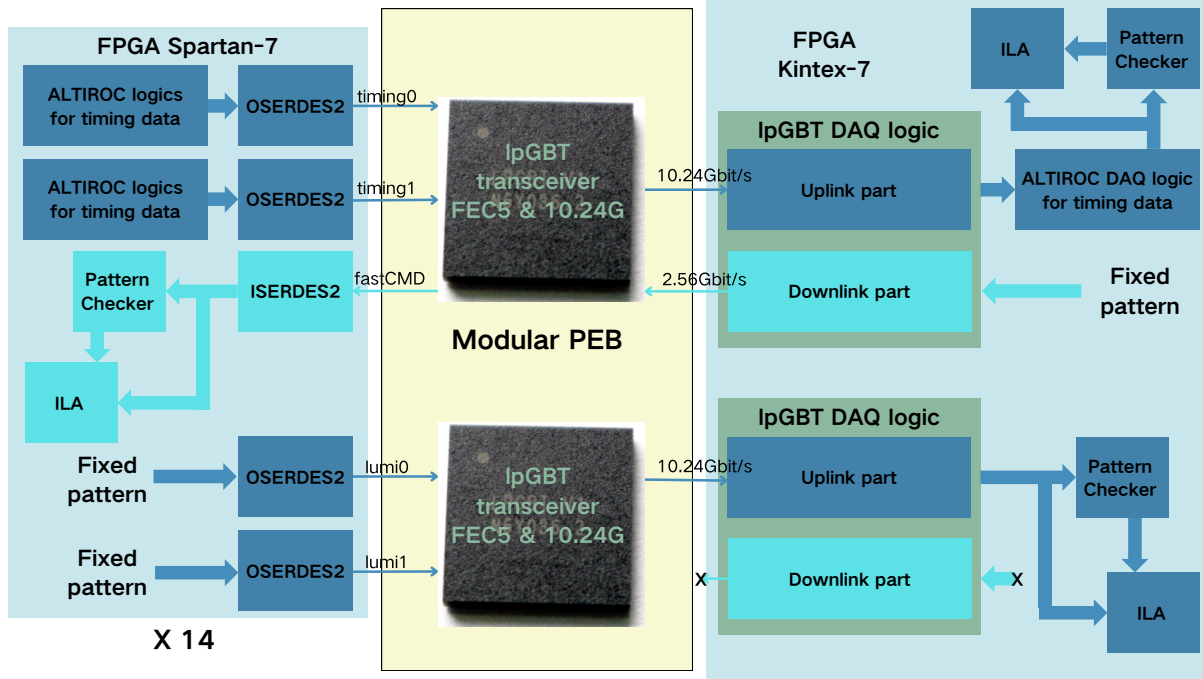 FPGA Spartan-7
ALTIROC logics
for timing data
OSERDES2
timing0
ALTIROC logics
for timing data
OSERDES2
timing1
Pattern
Checker
ISERDES2
fastCMD
ILA
Fixed
pattern
OSERDES2
lumi0
Fixed
pattern
OSERDES2
lumi1
X 14
lpGBT
transceiver
FEC5 & 10.24G
Modular PEB
lpGBT
transceiver
FEC5 & 10.24G
FPGA
Kintex-7
ILA
Pattern
Checker
lpGBT DAQ logic
10.24Gbit/s
Uplink part
ALTIROC DAQ logic
for timing data
2.56Gbit/s
Downlink part
Fixed
pattern
lpGBT DAQ logic
10.24Gbit/s
Uplink part
Pattern
Checker
X
Downlink part
X
ILA